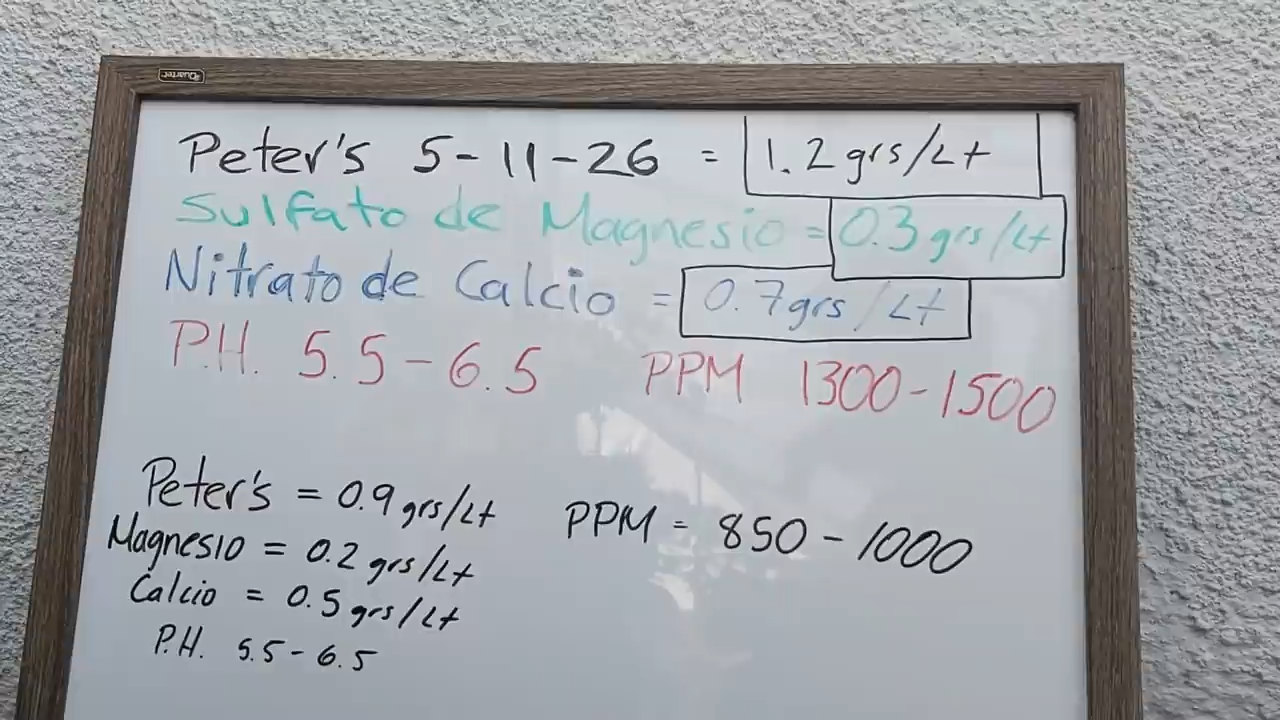 Quartet
Peter's 5-11-26 = 1.2 grs/Lt
Sulfato de Magnesio = 0.3 grs/Lt
Nitrato de Calcio = 0.7 grs/Lt
P.H. 5.5-6.5 PPM 1300-1500
Peter's = 0.9 grs/Lt PPM = 850-1000
Magnesio = 0.2 grs/Lt
Calcio = 0.5 grs/Lt
P.H. 5.5-6.5